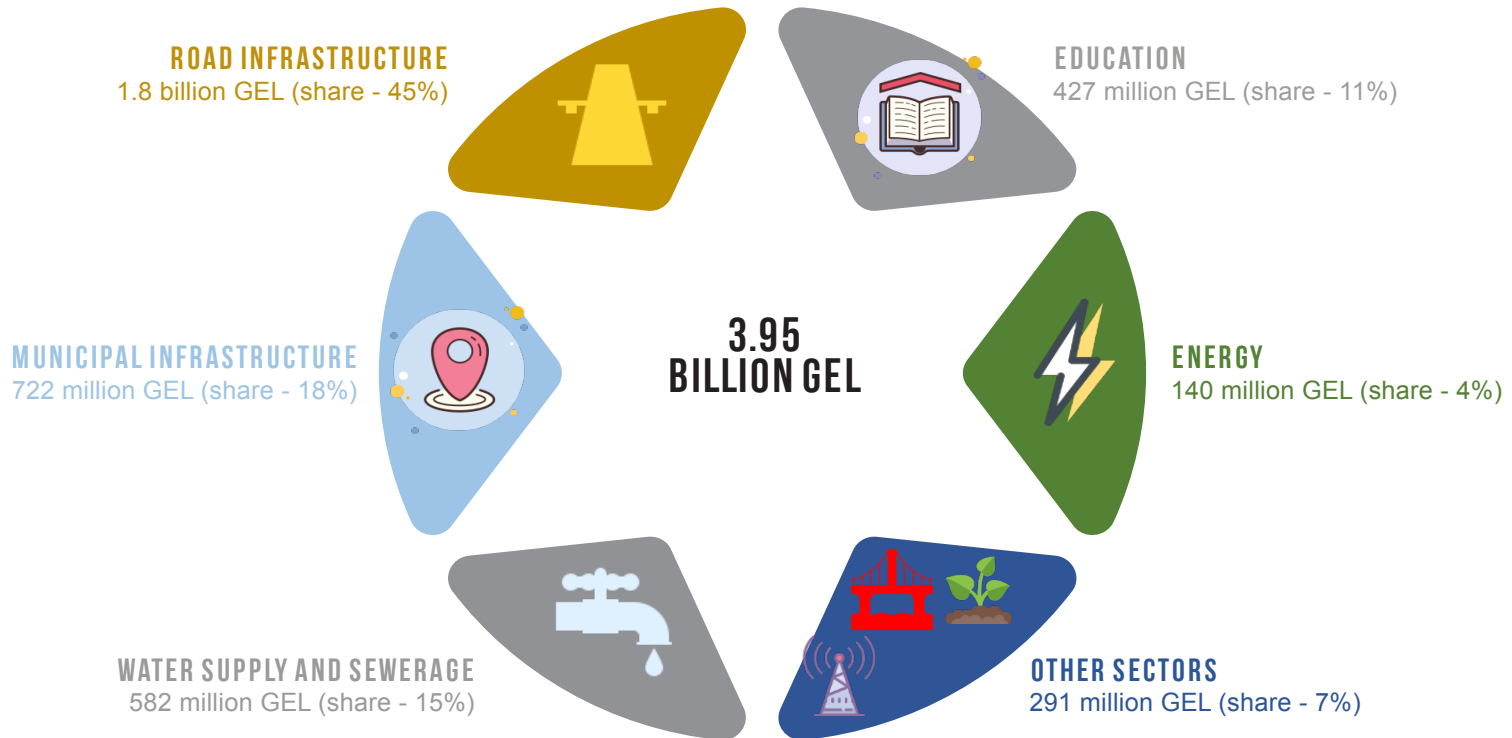 ROAD INFRASTRUCTURE
1.8 billion GEL (share - 45%)
EDUCATION
427 million GEL (share - 11%)
MUNICIPAL INFRASTRUCTURE
722 million GEL (share - 18%)
3.95
BILLION GEL
ENERGY
140 million GEL (share - 4%)
WATER SUPPLY AND SEWERAGE
582 million GEL (share - 15%)
OTHER SECTORS
291 million GEL (share - 7%)